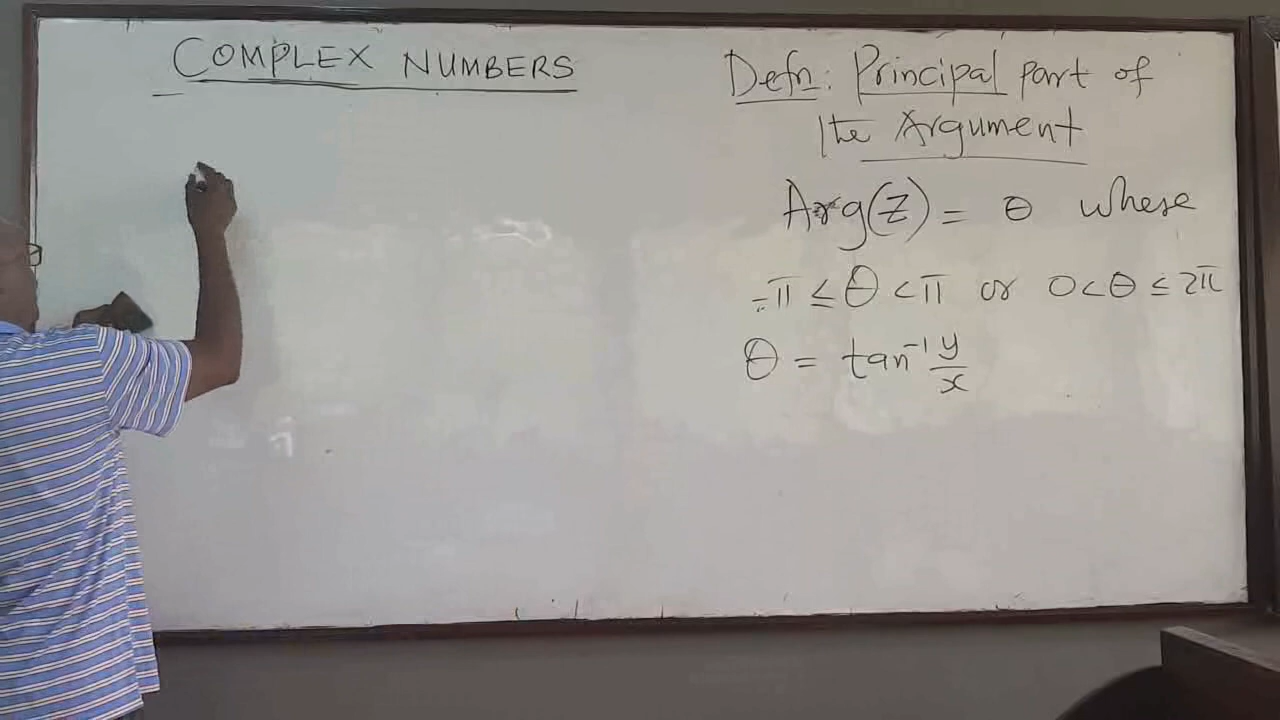 COMPLEX NUMBERS
Defn: Principal part of
the Argument
Arg(Z) = θ where
-π ≤ θ < π or 0 < θ ≤ 2π
θ = tan⁻¹ y/x